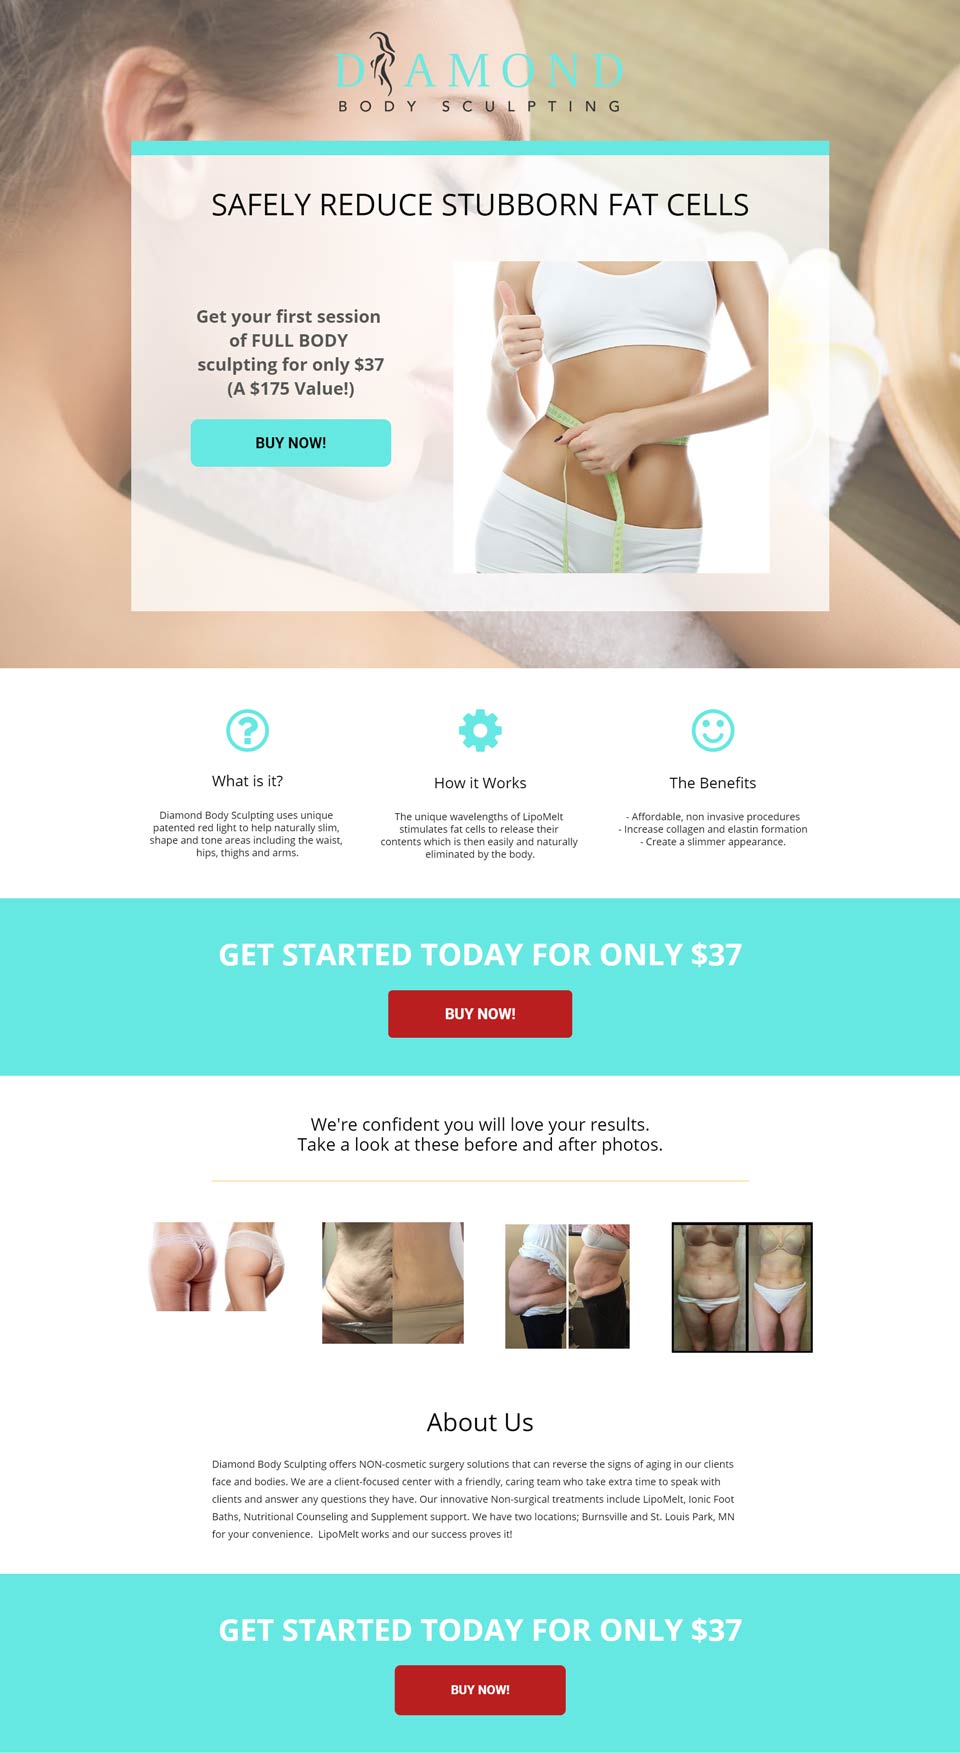 DIAMOND
BODY SCULPTING
SAFELY REDUCE STUBBORN FAT CELLS
Get your first session
of FULL BODY
sculpting for only $37
(A $175 Value!)
BUY NOW!
What is it?
Diamond Body Sculpting uses unique
patented red light to help naturally slim,
shape and tone areas including the waist,
hips, thighs and arms.
How it Works
The unique wavelengths of LipoMelt
stimulates fat cells to release their
contents which is then easily and naturally
eliminated by the body.
The Benefits
- Affordable, non invasive procedures
- Increase collagen and elastin formation
- Create a slimmer appearance.
GET STARTED TODAY FOR ONLY $37
BUY NOW!
We're confident you will love your results.
Take a look at these before and after photos.
About Us
Diamond Body Sculpting offers NON-cosmetic surgery solutions that can reverse the signs of aging in our clients
face and bodies. We are a client-focused center with a friendly, caring team who take extra time to speak with
clients and answer any questions they have. Our innovative Non-surgical treatments include LipoMelt, Ionic Foot
Baths, Nutritional Counseling and Supplement support. We have two locations; Burnsville and St. Louis Park, MN
for your convenience.  LipoMelt works and our success proves it!
GET STARTED TODAY FOR ONLY $37
BUY NOW!